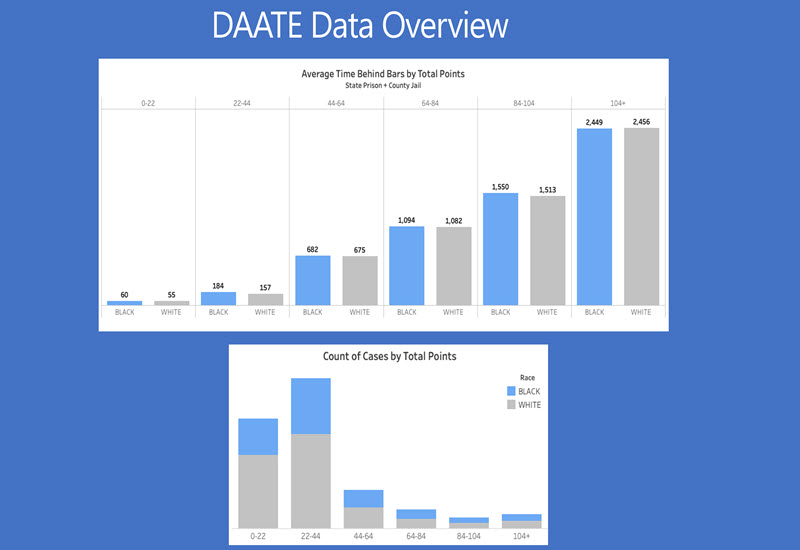 DAATE Data Overview
Average Time Behind Bars by Total Points
State Prison + County Jail
0-22 22-44 44-64 64-84 84-104 104+
60 55 184 157 682 675 1,094 1,082 1,550 1,513 2,449 2,456
BLACK WHITE BLACK WHITE BLACK WHITE BLACK WHITE BLACK WHITE BLACK WHITE
Count of Cases by Total Points
Race
BLACK
WHITE
0-22 22-44 44-64 64-84 84-104 104+